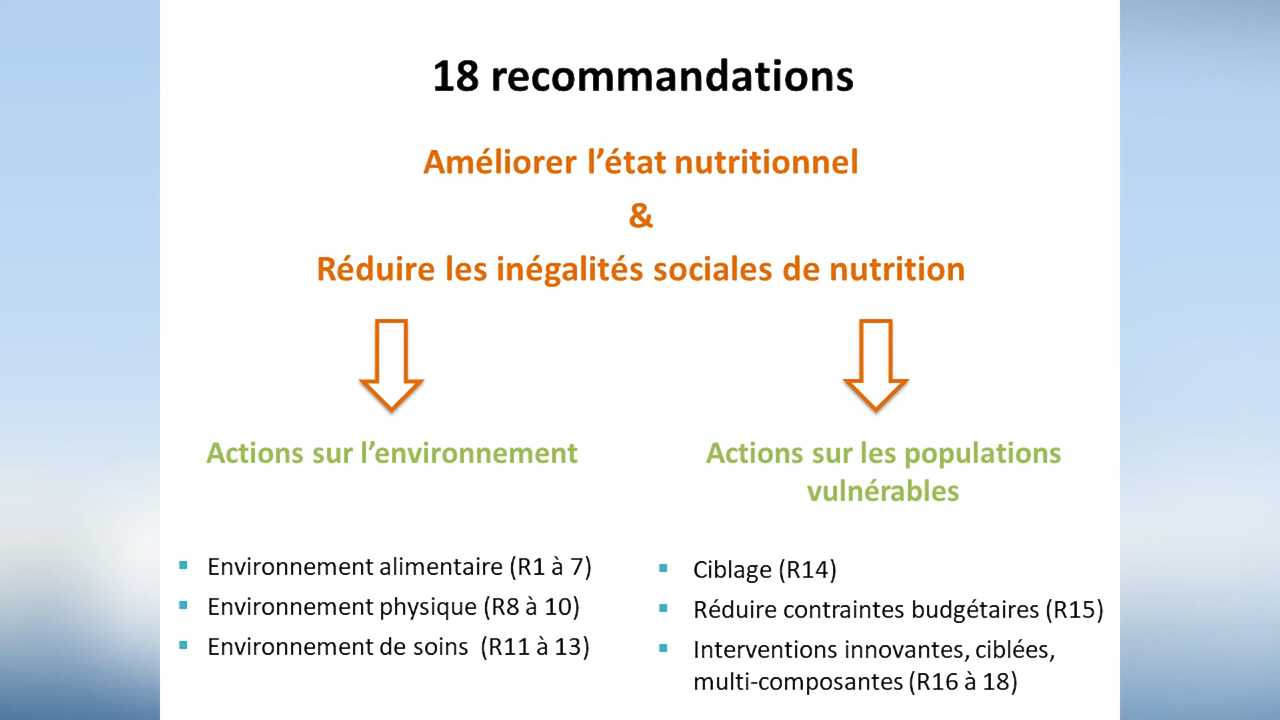 18 recommandations
Améliorer l’état nutritionnel
&
Réduire les inégalités sociales de nutrition
Actions sur l’environnement
▪ Environnement alimentaire (R1 à 7)
▪ Environnement physique (R8 à 10)
▪ Environnement de soins (R11 à 13)
Actions sur les populations
vulnérables
▪ Ciblage (R14)
▪ Réduire contraintes budgétaires (R15)
▪ Interventions innovantes, ciblées,
multi-composantes (R16 à 18)